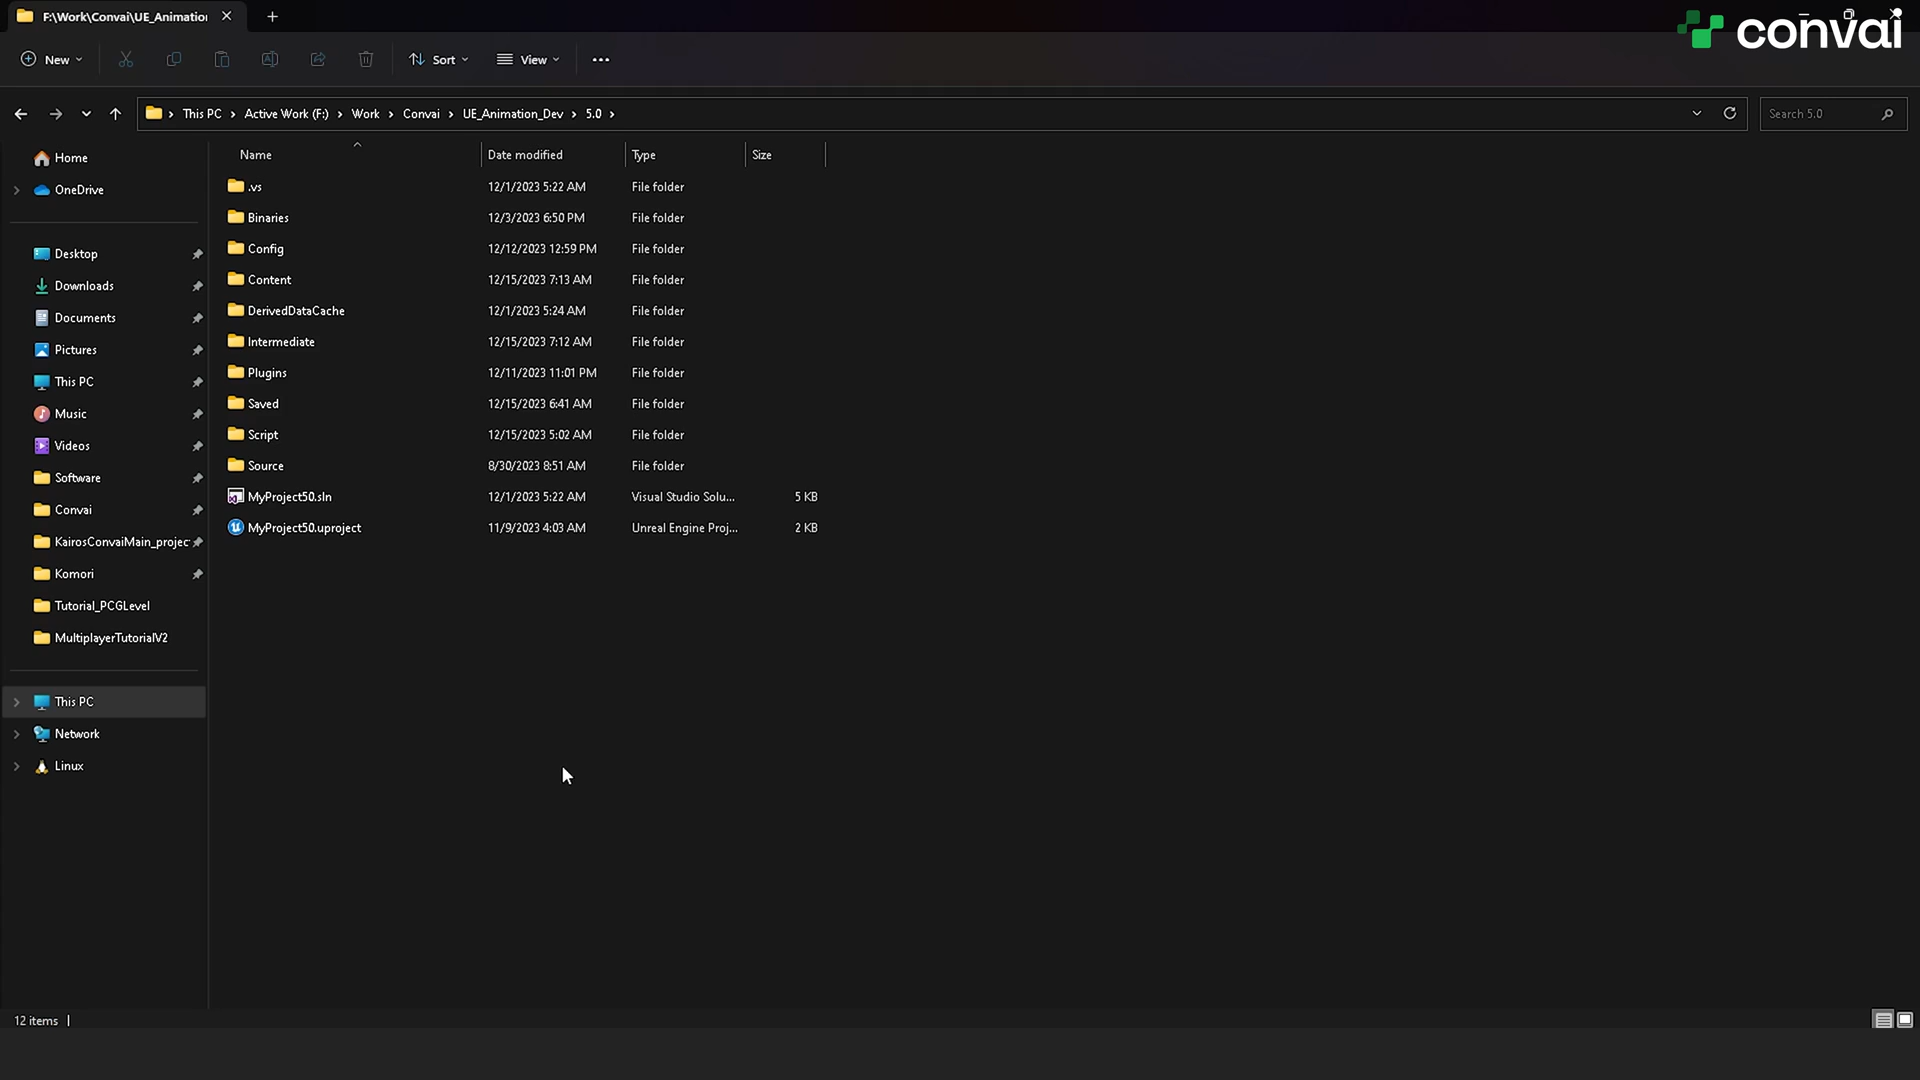 F:\Work\Convai\UE_Animation
convai
New
Sort
View
This PC > Active Work (F:) > Work > Convai > UE_Animation_Dev > 5.0 >
Search 5.0
Name Date modified Type Size
Home
OneDrive
Desktop
Downloads
Documents
Pictures
This PC
Music
Videos
Software
Convai
KairosConvaiMain_projec
Komori
Tutorial_PCGLevel
MultiplayerTutorialV2
This PC
Network
Linux
.vs 12/1/2023 5:22 AM File folder
Binaries 12/3/2023 6:50 PM File folder
Config 12/12/2023 12:59 PM File folder
Content 12/15/2023 7:13 AM File folder
DerivedDataCache 12/1/2023 5:24 AM File folder
Intermediate 12/15/2023 7:12 AM File folder
Plugins 12/11/2023 11:01 PM File folder
Saved 12/15/2023 6:41 AM File folder
Script 12/15/2023 5:02 AM File folder
Source 8/30/2023 8:51 AM File folder
MyProject50.sln 12/1/2023 5:22 AM Visual Studio Solu... 5 KB
MyProject50.uproject 11/9/2023 4:03 AM Unreal Engine Proj... 2 KB
12 items